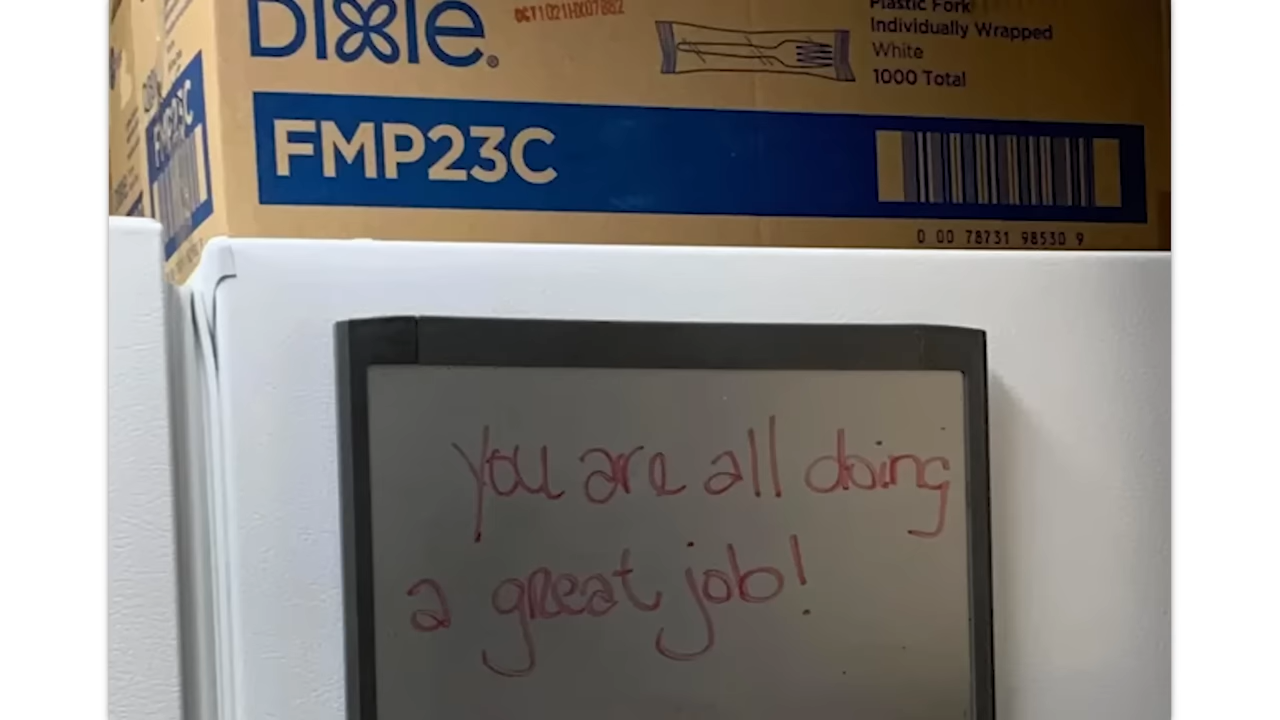 Dixie®
OCT1021HX07882
Plastic Fork
Individually Wrapped
White
1000 Total
FMP23C
FMP23C
0 00 78731 98530 9
you are all doing
a great job!